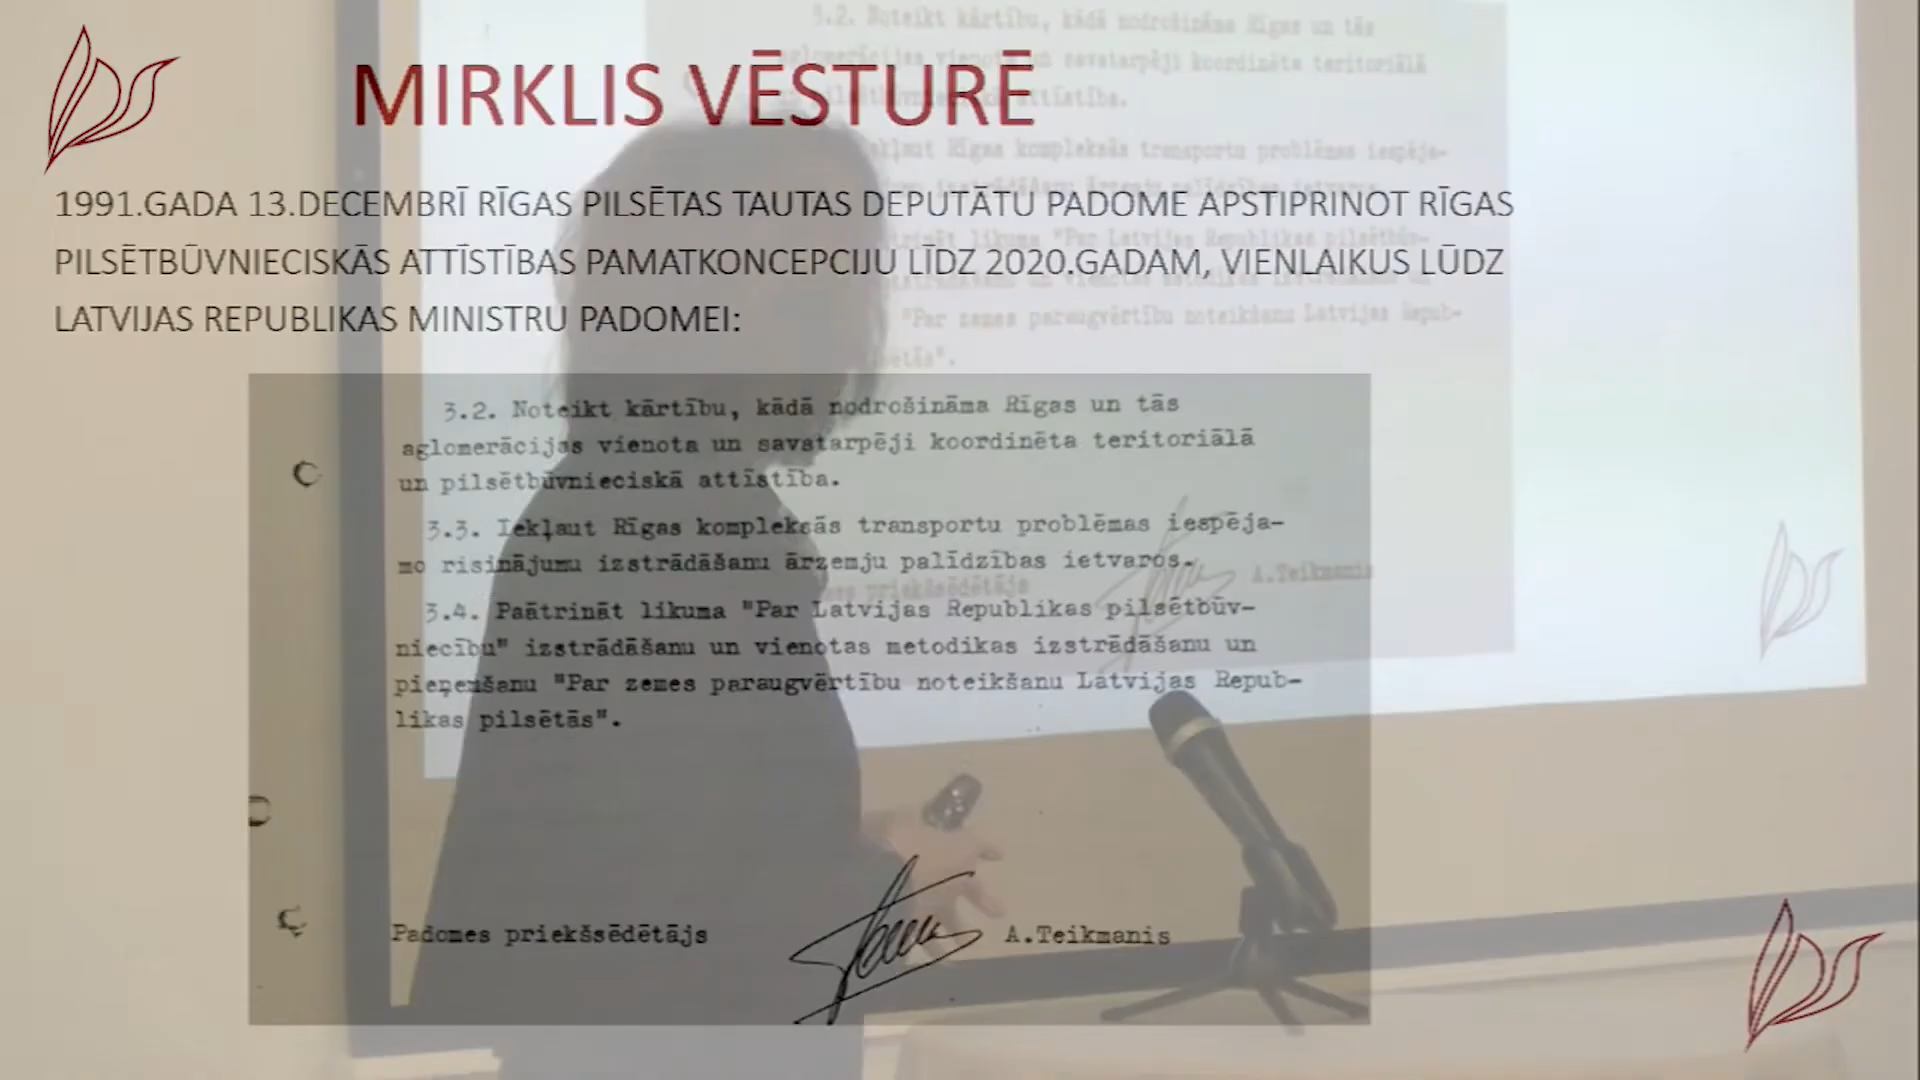 MIRKLIS VĒSTURĒ
1991.GADA 13.DECEMBRĪ RĪGAS PILSĒTAS TAUTAS DEPUTĀTU PADOME APSTIPRINOT RĪGAS
PILSĒTBŪVNIECISKĀS ATTĪSTĪBAS PAMATKONCEPCIJU LĪDZ 2020.GADAM, VIENLAIKUS LŪDZ
LATVIJAS REPUBLIKAS MINISTRU PADOMEI:
3.2. Noteikt kārtību, kādā nodrošināma Rīgas un tās
aglomerācijas vienota un savstarpēji koordinēta teritoriālā
un pilsētbūvnieciskā attīstība.
3.3. Iekļaut Rīgas kompleksās transportu problēmas iespēja-
mo risinājumu izstrādāšanu ārzemju palīdzības ietvaros.
3.4. Paātrināt likuma "Par Latvijas Republikas pilsētbūv-
niecību" izstrādāšanu un vienotas metodikas izstrādāšanu un
pieņemšanu "Par zemes paraugvērtību noteikšanu Latvijas Repub-
likas pilsētās".
Padomes priekšsēdētājs A.Teikmanis